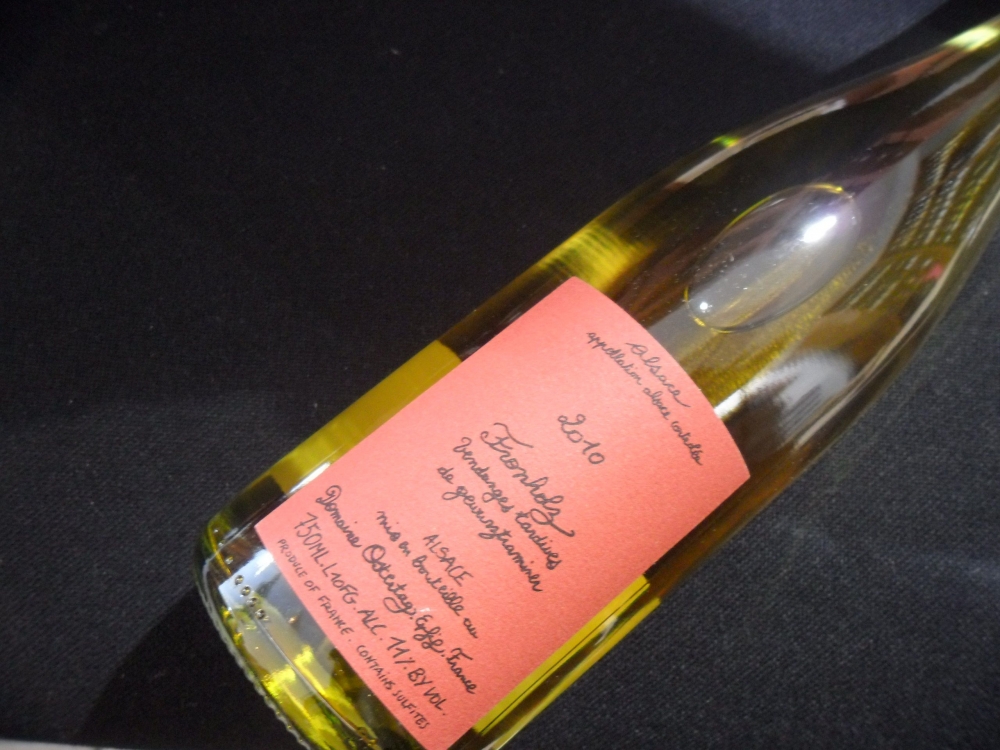 Alsace
appellation alsace contrôlée
2010
Fronholz
Vendanges tardives
de gewurztraminer
ALSACE
mis en bouteille au
Domaine Ostertag. Epfig. France
750ML. L10FG. ALC. 11% BY VOL.
PRODUCE OF FRANCE. CONTAINS SULFITES